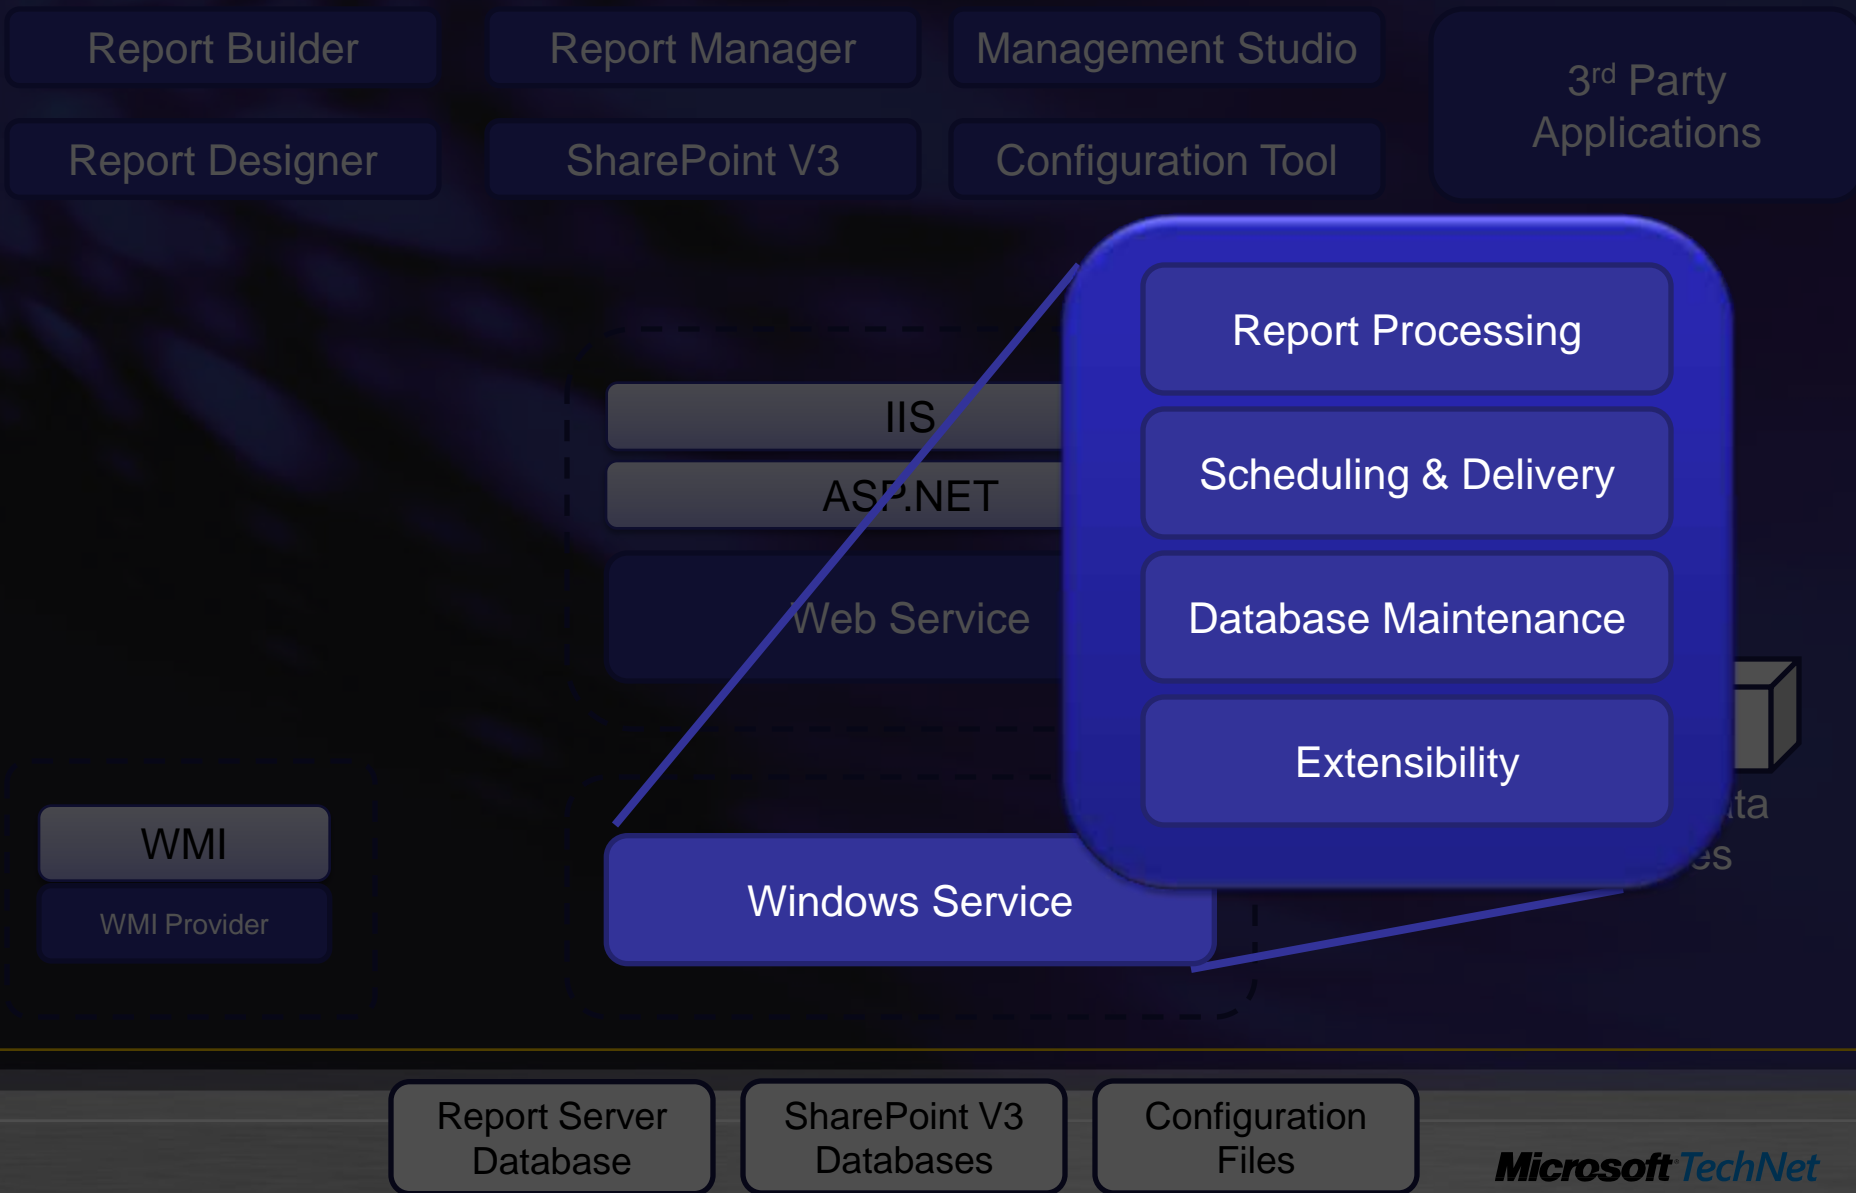 Report Builder
Report Manager
Management Studio
3rd Party
Applications
Report Designer
SharePoint V3
Configuration Tool
Report Processing
IIS
Scheduling & Delivery
ASP.NET
Web Service
Database Maintenance
Extensibility
ta
es
WMI
WMI Provider
Windows Service
Report Server
Database
SharePoint V3
Databases
Configuration
Files
Microsoft TechNet